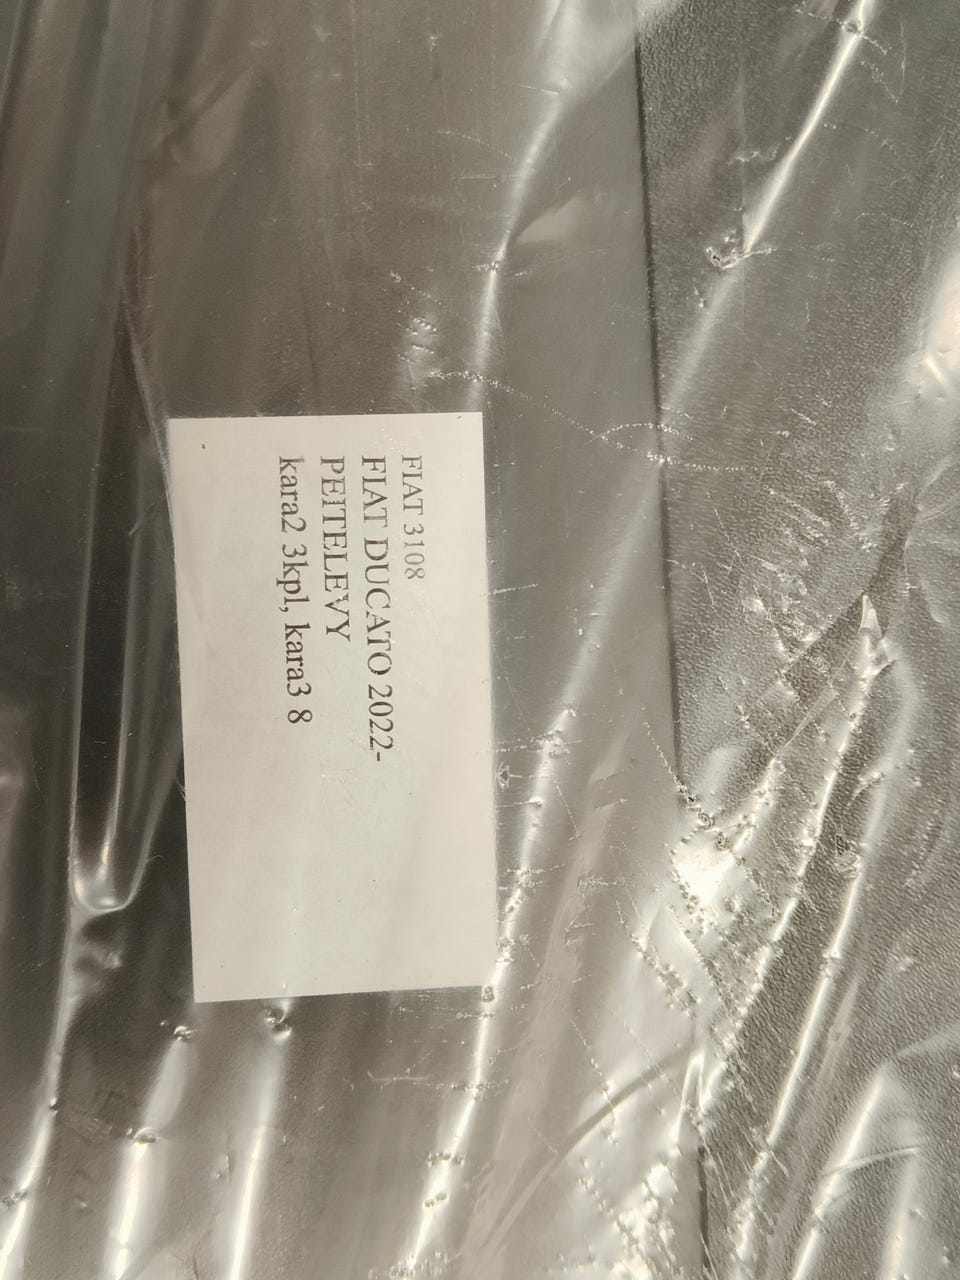 FIAT 3108
FIAT DUCATO 2022-
PEITELEVY
kara2 3kpl, kara3 8